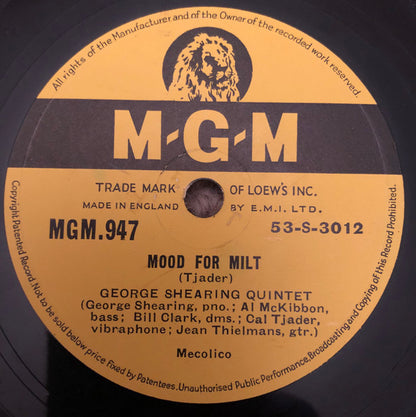 All rights of the Manufacturer and of the Owner of the recorded work reserved.
M-G-M
TRADE MARK OF LOEW'S INC.
MADE IN ENGLAND BY E.M.I. LTD.
MGM.947 53-S-3012
MOOD FOR MILT
(Tjader)
GEORGE SHEARING QUINTET
(George Shearing, pno.; Al McKibbon,
bass; Bill Clark, dms.; Cal Tjader,
vibraphone; Jean Thielmans, gtr.)
Mecolico
Copyright Patented Record. Not to be sold below price fixed by Patentees. Unauthorised Public Performance, Broadcasting and Copying of this Record Prohibited.